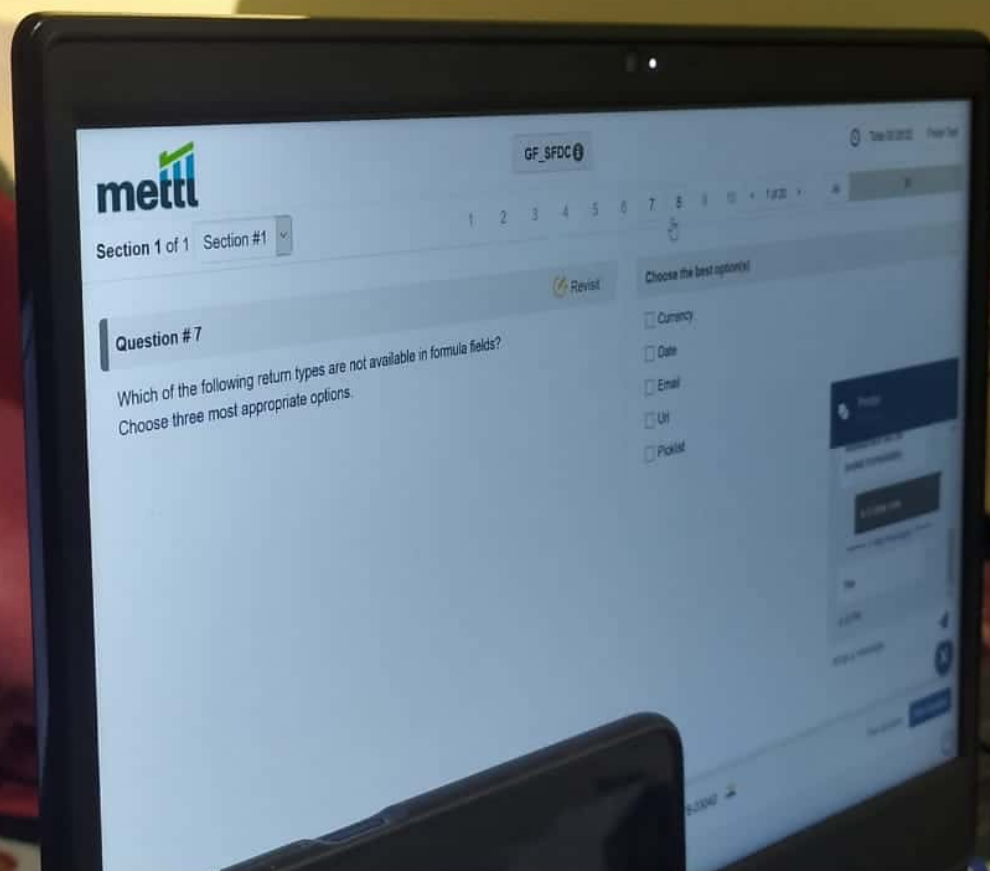 mettl
GF_SFDC
Section 1 of 1 Section #1
1 2 3 4 5 6 7 8 9 10
Revisit
Choose the best option(s)
Question # 7
Which of the following return types are not available in formula fields?
Choose three most appropriate options.
Currency
Date
Email
Url
Picklist